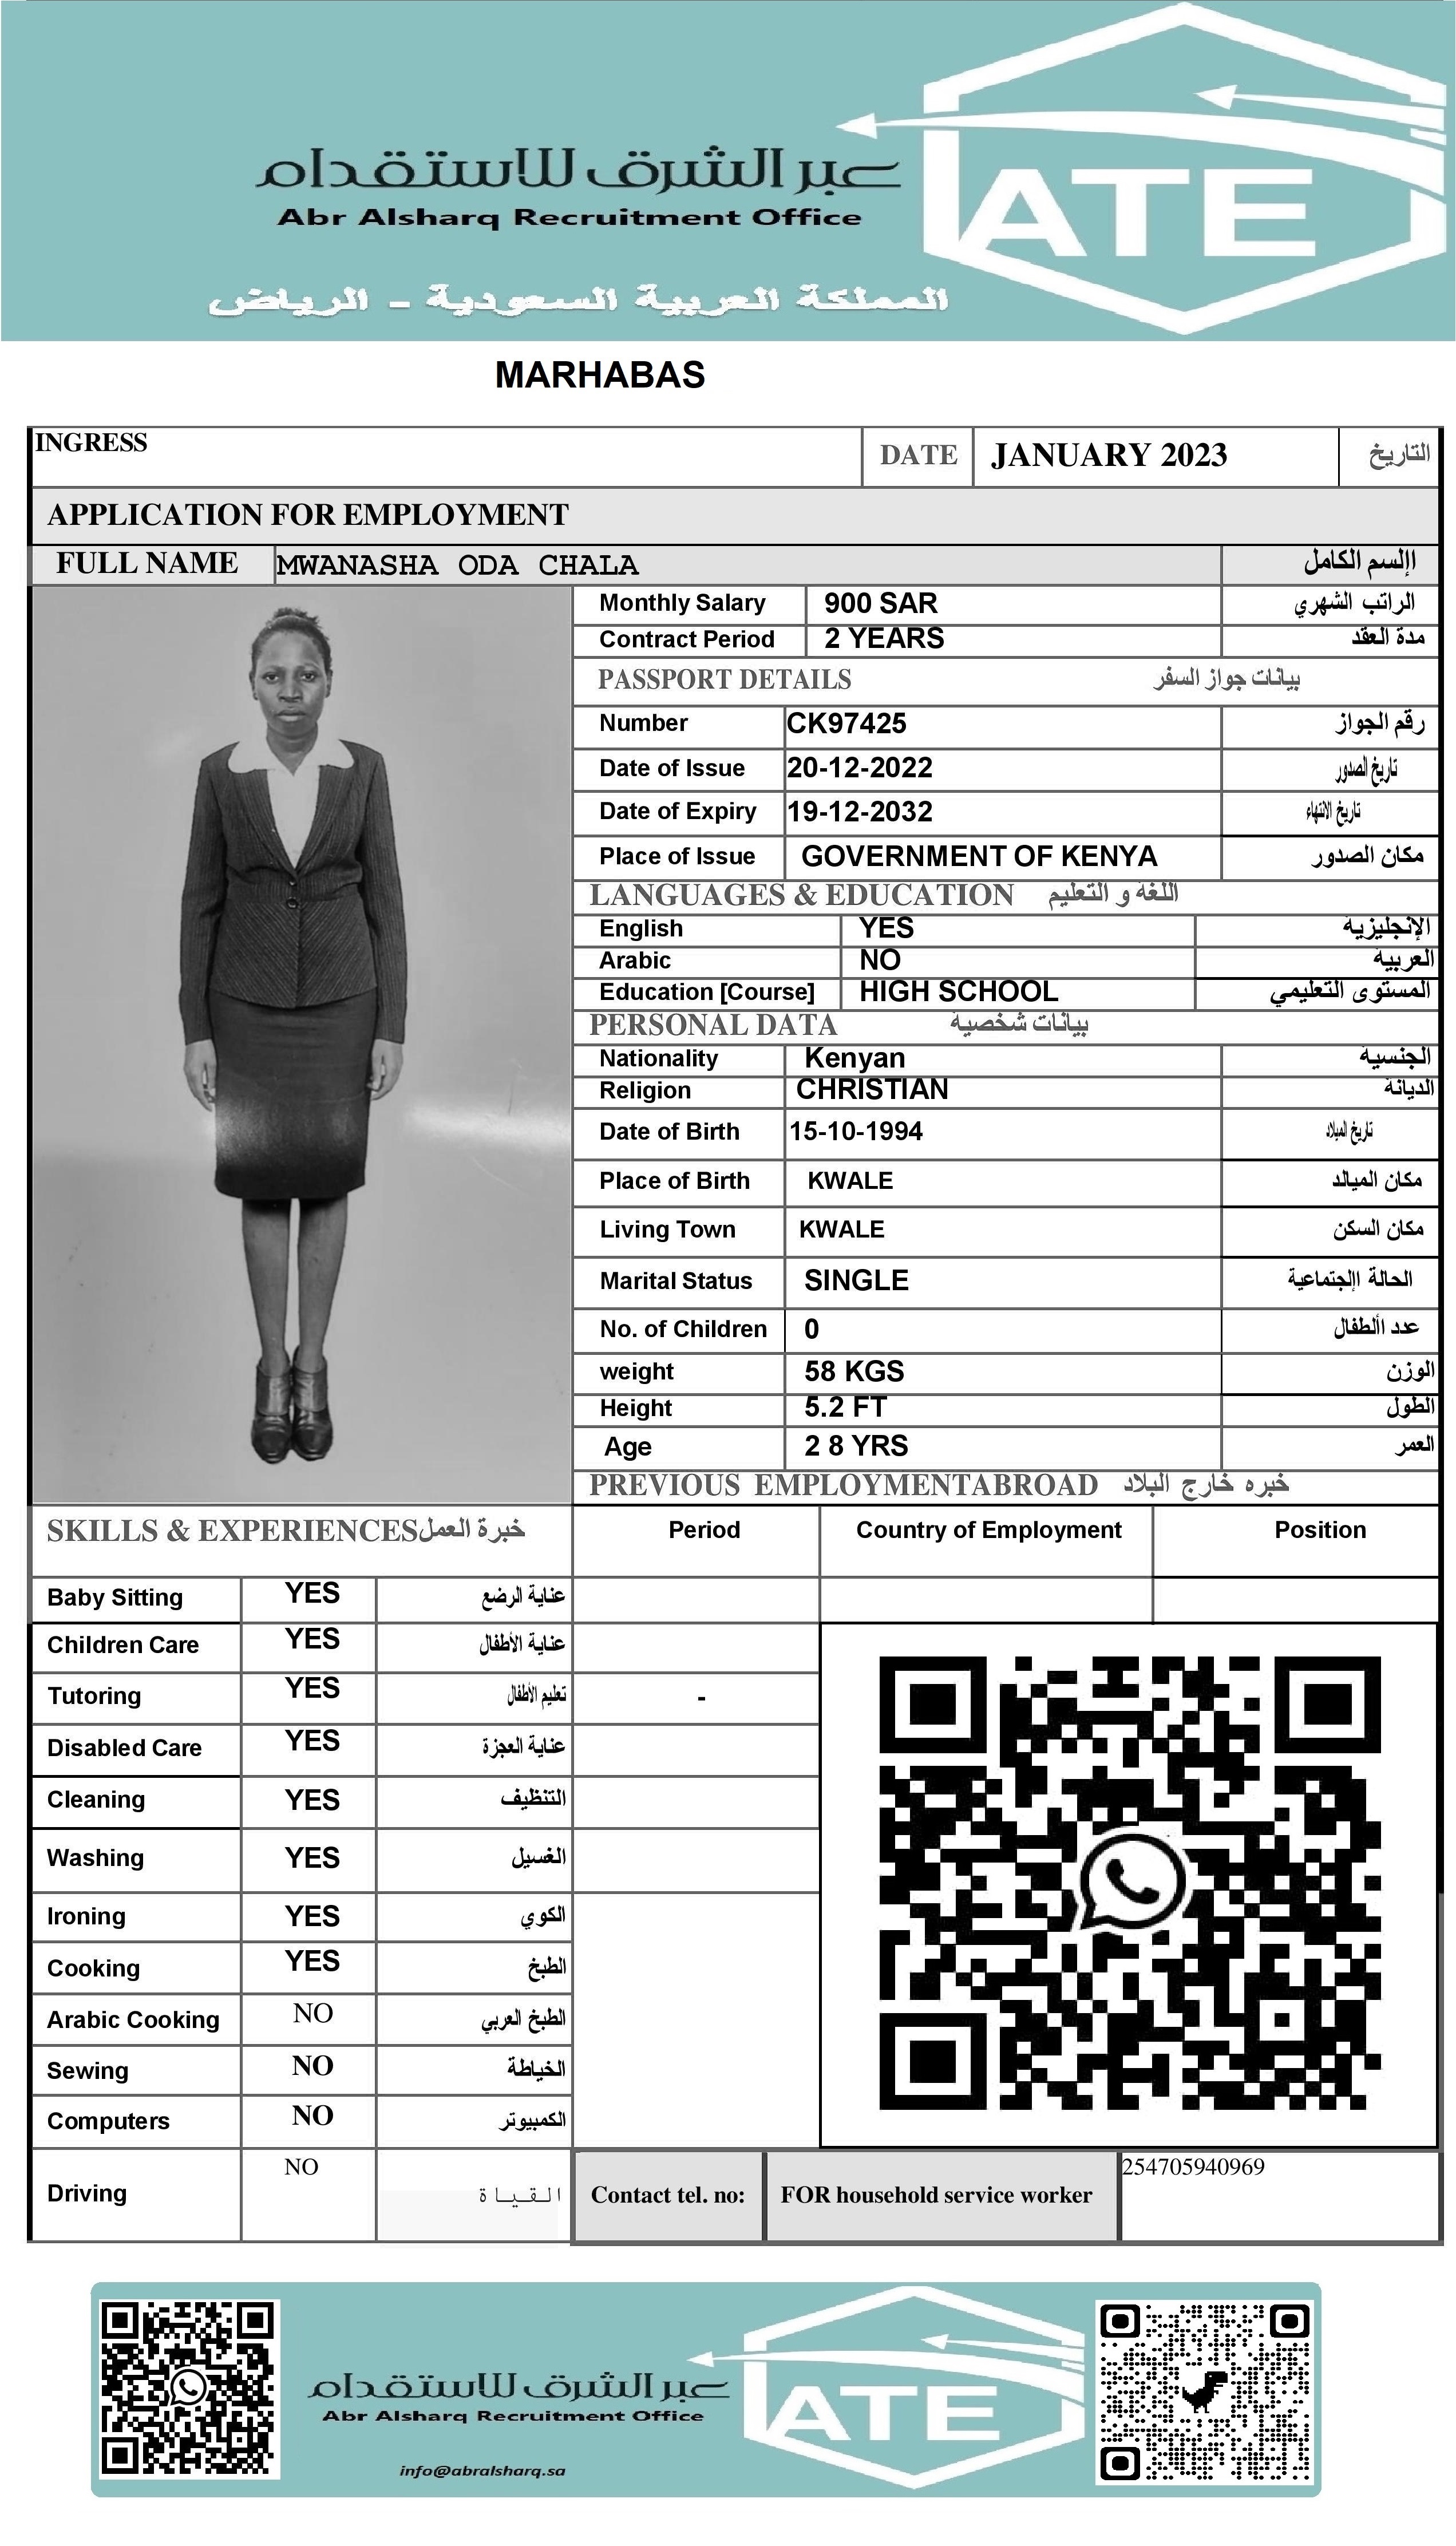 عبر الشرق للاستقدام
Abr Alsharq Recruitment Office
المملكة العربية السعودية - الرياض
ATE
MARHABAS
INGRESS DATE JANUARY 2023 التاريخ
APPLICATION FOR EMPLOYMENT
FULL NAME MWANASHA ODA CHALA اإلسم الكامل
Monthly Salary 900 SAR الراتب الشهري
Contract Period 2 YEARS مدة العقد
PASSPORT DETAILS بيانات جواز السفر
Number CK97425 رقم الجواز
Date of Issue 20-12-2022 تاريخ الصدور
Date of Expiry 19-12-2032 تاريخ الانتهاء
Place of Issue GOVERNMENT OF KENYA مكان الصدور
LANGUAGES & EDUCATION اللغة و التعليم
English YES الإنجليزية
Arabic NO العربية
Education [Course] HIGH SCHOOL المستوى التعليمي
PERSONAL DATA بيانات شخصية
Nationality Kenyan الجنسية
Religion CHRISTIAN الديانة
Date of Birth 15-10-1994 تاريخ الميلاد
Place of Birth KWALE مكان الميالد
Living Town KWALE مكان السكن
Marital Status SINGLE الحالة اإلجتماعية
No. of Children 0 عدد األطفال
weight 58 KGS الوزن
Height 5.2 FT الطول
Age 2 8 YRS العمر
PREVIOUS EMPLOYMENTABROAD خبره خارج البلاد
SKILLS & EXPERIENCES خبرة العمل Period Country of Employment Position
Baby Sitting YES عناية الرضع
Children Care YES عناية الأطفال
Tutoring YES تعليم الأطفال -
Disabled Care YES عناية العجزة
Cleaning YES التنظيف
Washing YES الغسيل
Ironing YES الكوي
Cooking YES الطبخ
Arabic Cooking NO الطبخ العربي
Sewing NO الخياطة
Computers NO الكمبيوتر
Driving NO القياة Contact tel. no: FOR household service worker 254705940969
عبر الشرق للاستقدام
Abr Alsharq Recruitment Office
info@abralsharq.sa
ATE